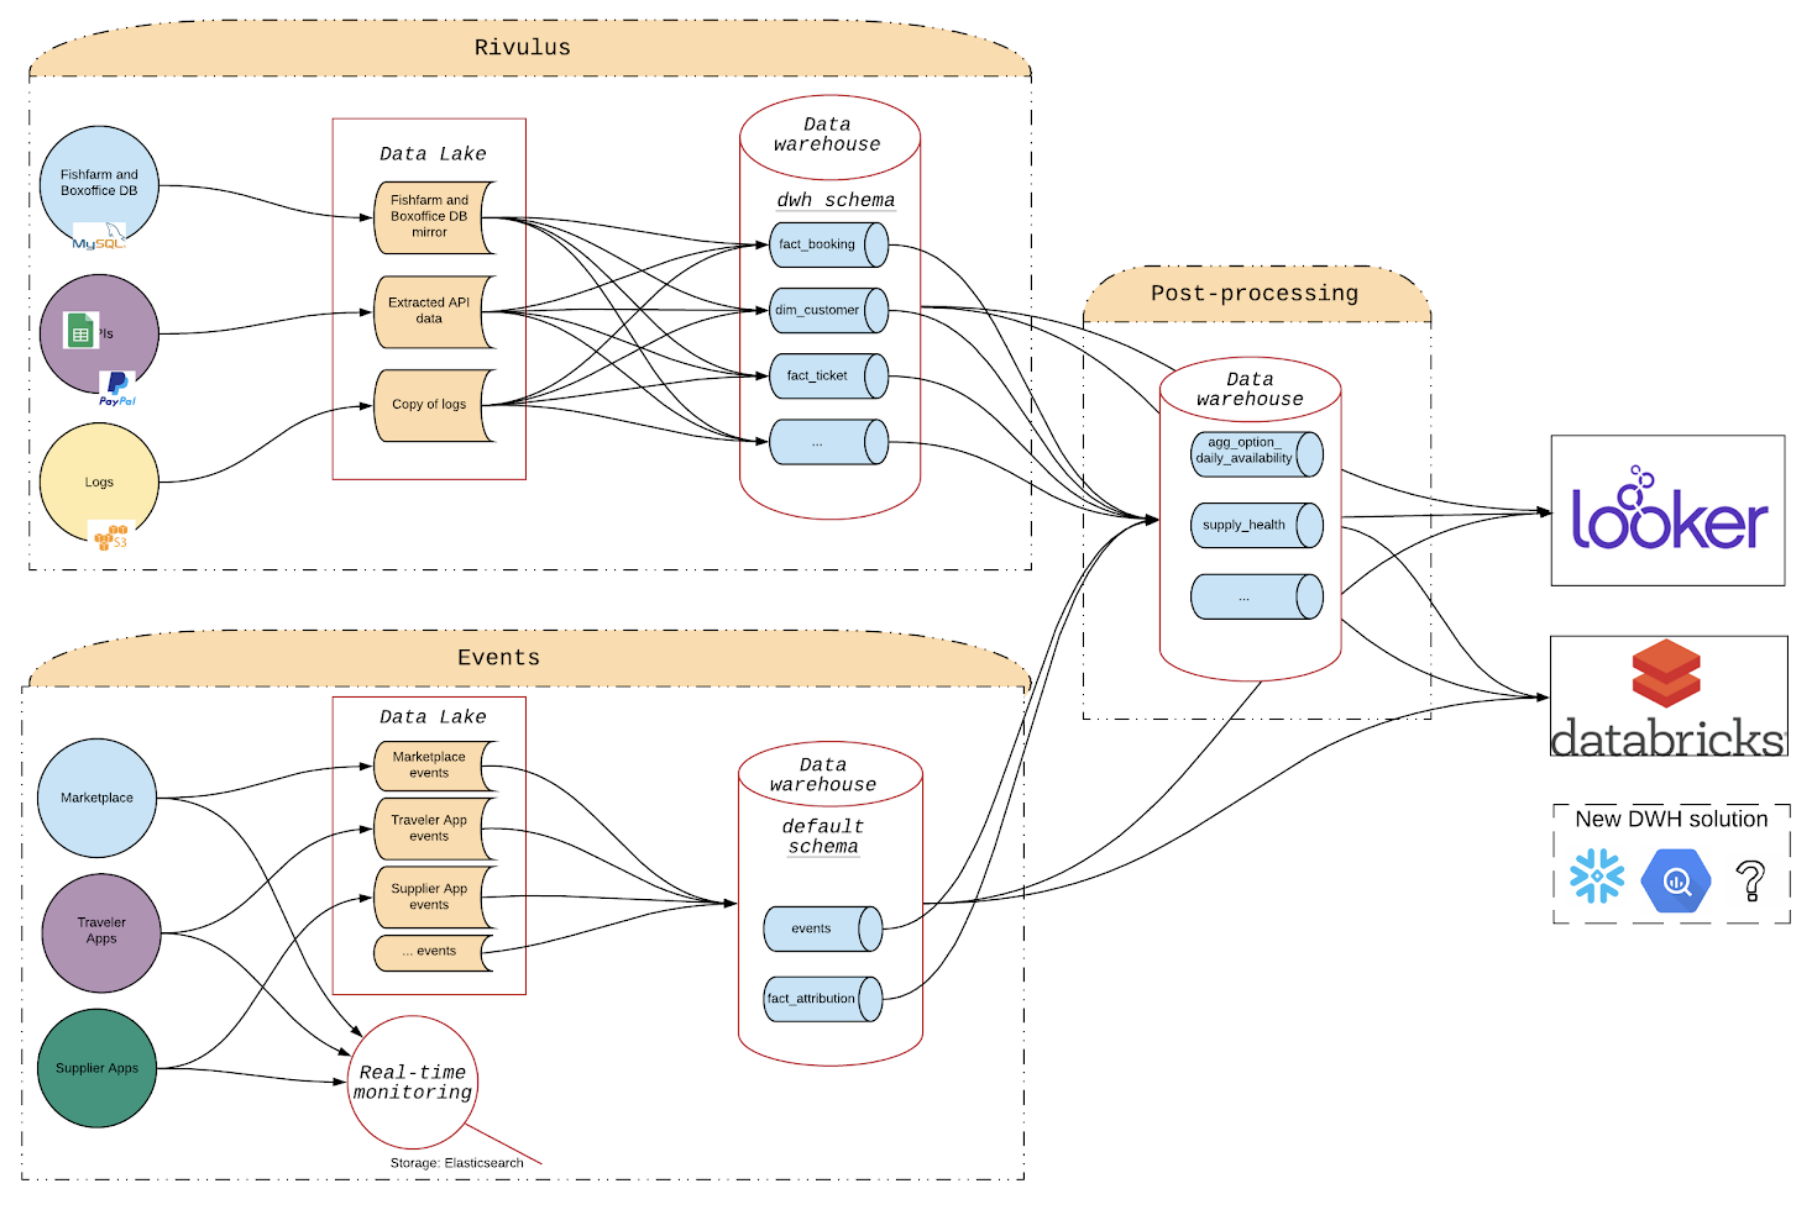 Rivulus
Fishfarm and
Boxoffice DB
MySQL
PIs
PayPal
Logs
S3
Data Lake
Fishfarm and
Boxoffice DB
mirror
Extracted API
data
Copy of logs
Data
warehouse
dwh schema
fact_booking
dim_customer
fact_ticket
...
Post-processing
Data
warehouse
agg_option_
daily_availability
supply_health
...
looker
databricks
New DWH solution
?
Events
Marketplace
Traveler
Apps
Supplier Apps
Data Lake
Marketplace
events
Traveler App
events
Supplier App
events
... events
Real-time
monitoring
Storage: Elasticsearch
Data
warehouse
default
schema
events
fact_attribution